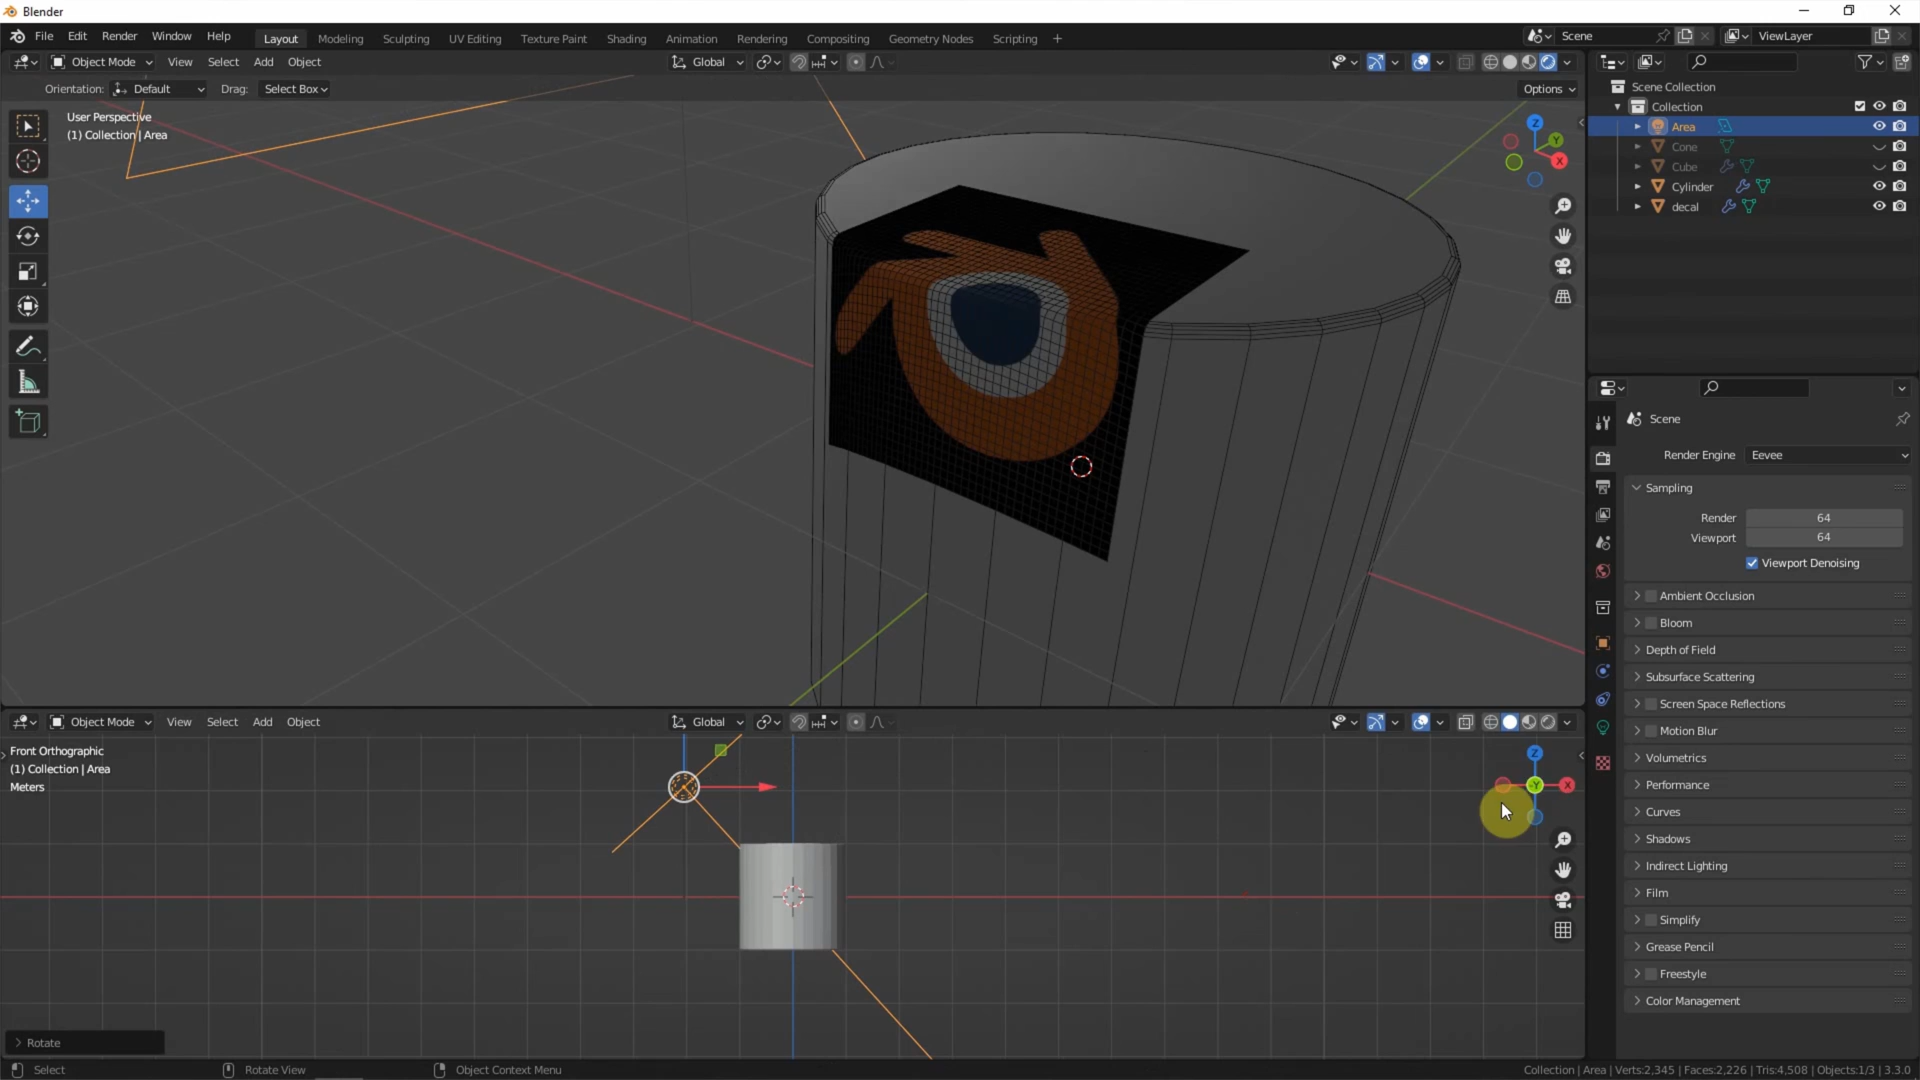 Blender
File Edit Render Window Help Layout Modeling Sculpting UV Editing Texture Paint Shading Animation Rendering Compositing Geometry Nodes Scripting + Scene ViewLayer
Object Mode View Select Add Object Global
Orientation: Default Drag: Select Box Options
User Perspective
(1) Collection | Area
Z
Y
X
Scene Collection
Collection
Area
Cone
Cube
Cylinder
decal
Scene
Render Engine Eevee
Sampling
Render 64
Viewport 64
Viewport Denoising
Ambient Occlusion
Bloom
Depth of Field
Subsurface Scattering
Screen Space Reflections
Motion Blur
Volumetrics
Performance
Curves
Shadows
Indirect Lighting
Film
Simplify
Grease Pencil
Freestyle
Color Management
Object Mode View Select Add Object Global
Front Orthographic
(1) Collection | Area
Meters
Z
-Y
X
Rotate
Select Rotate View Object Context Menu Collection | Area | Verts:2,345 | Faces:2,226 | Tris:4,508 | Objects:1/3 | 3.3.0